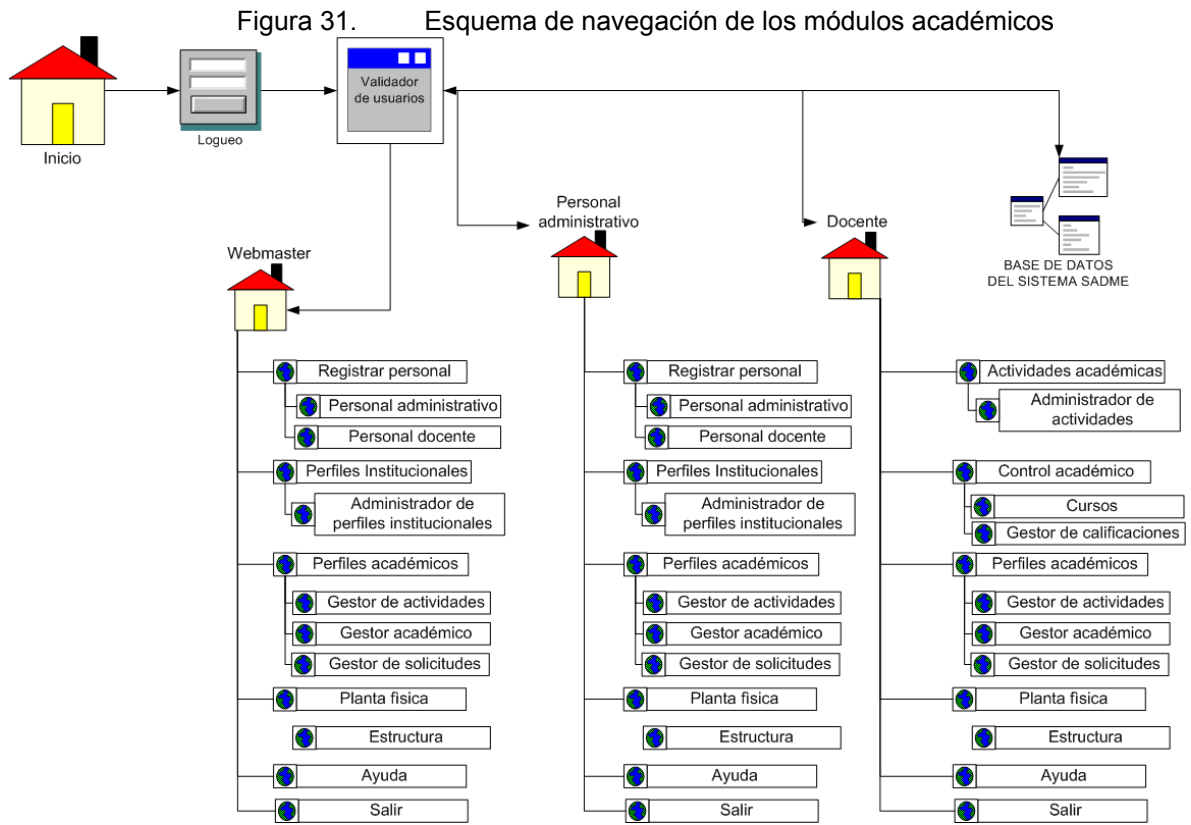 Figura 31. Esquema de navegación de los módulos académicos
Inicio
Logueo
Validador
de usuarios
BASE DE DATOS
DEL SISTEMA SADME
Webmaster
Registrar personal
Personal administrativo
Personal docente
Perfiles Institucionales
Administrador de
perfiles institucionales
Perfiles académicos
Gestor de actividades
Gestor académico
Gestor de solicitudes
Planta fìsica
Estructura
Ayuda
Salir
Personal
administrativo
Registrar personal
Personal administrativo
Personal docente
Perfiles Institucionales
Administrador de
perfiles institucionales
Perfiles académicos
Gestor de actividades
Gestor académico
Gestor de solicitudes
Planta fìsica
Estructura
Ayuda
Salir
Docente
Actividades académicas
Administrador de
actividades
Control académico
Cursos
Gestor de calificaciones
Perfiles académicos
Gestor de actividades
Gestor académico
Gestor de solicitudes
Planta fìsica
Estructura
Ayuda
Salir